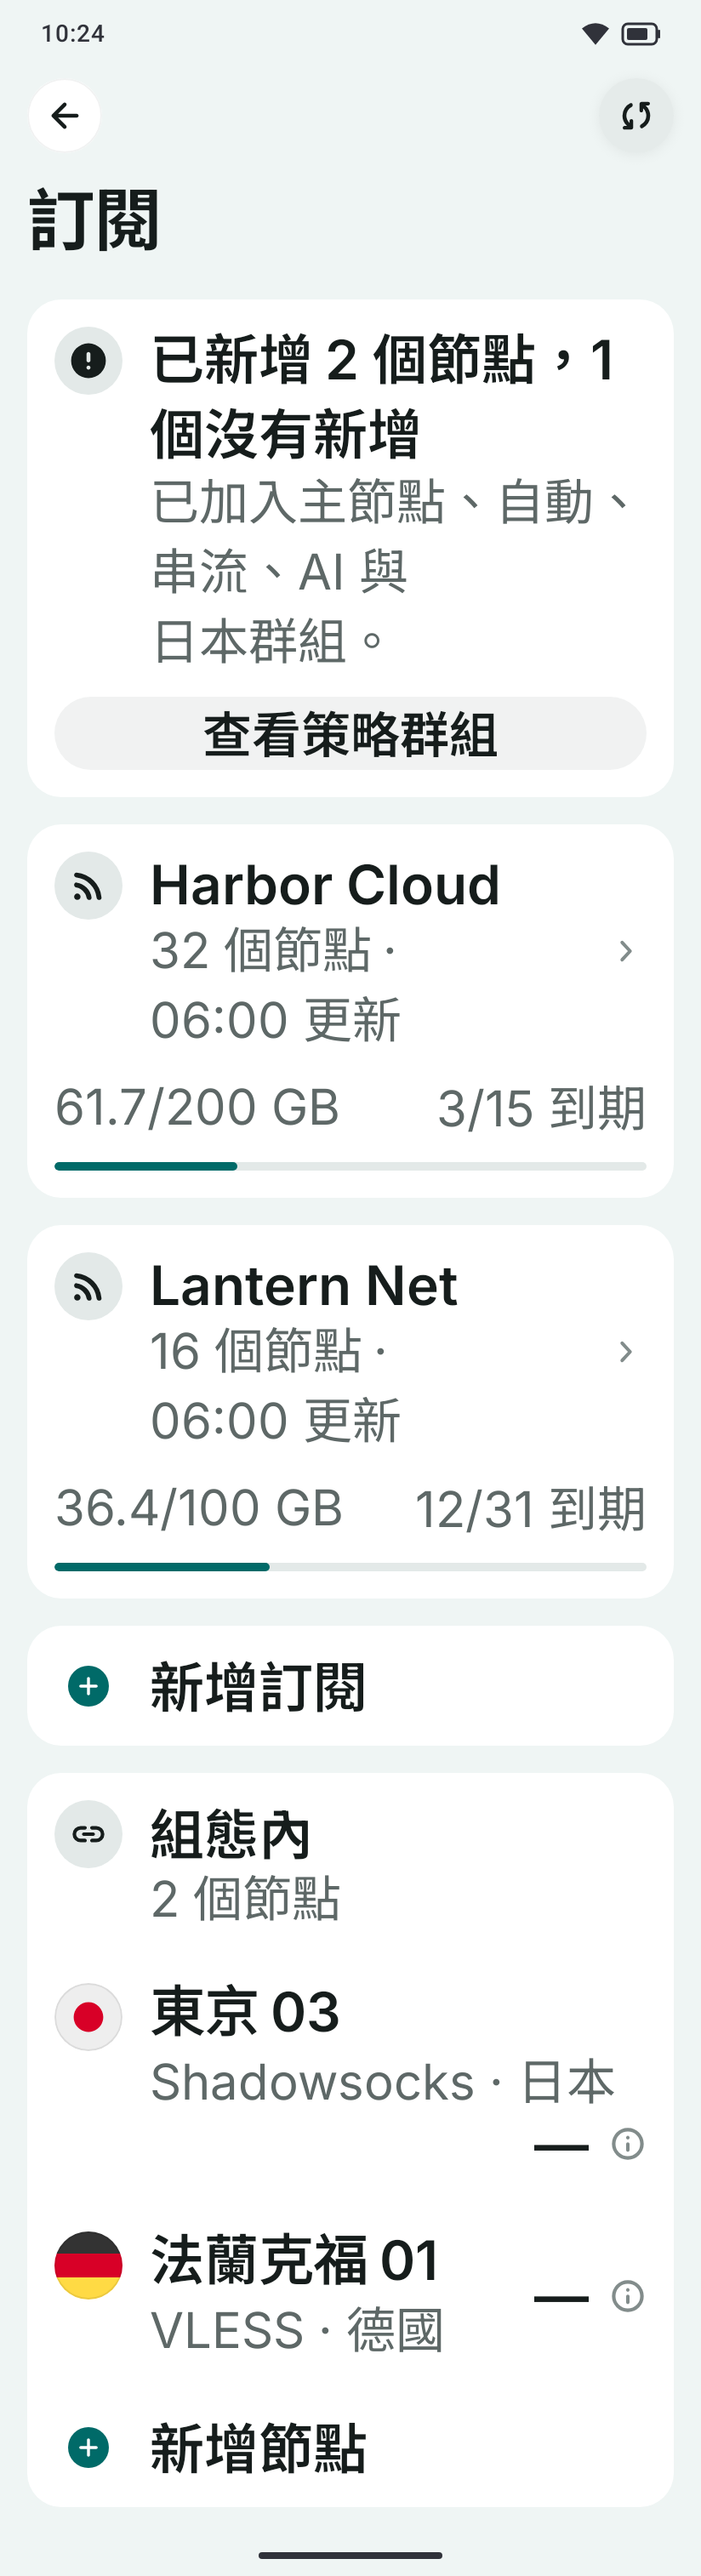 10:24
訂閱
已新增 2 個節點，1
個沒有新增
已加入主節點、自動、
串流、AI 與
日本群組。
查看策略群組
Harbor Cloud
32 個節點 ·
06:00 更新
61.7/200 GB
3/15 到期
Lantern Net
16 個節點 ·
06:00 更新
36.4/100 GB
12/31 到期
新增訂閱
組態內
2 個節點
東京 03
Shadowsocks · 日本
—
法蘭克福 01
—
VLESS · 德國
新增節點